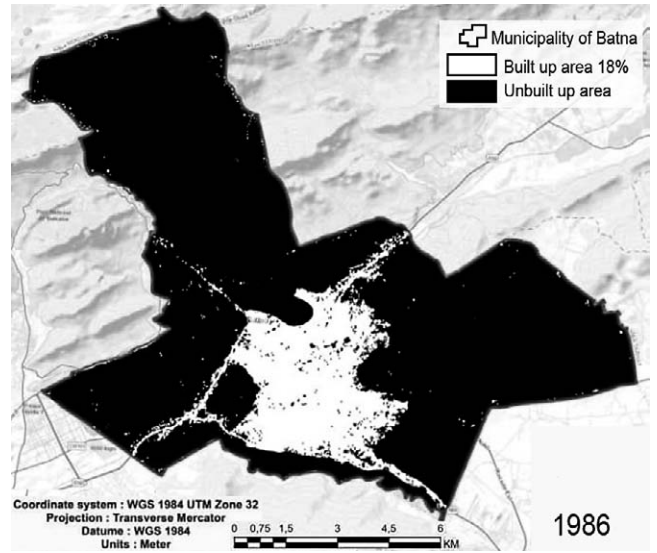 Municipality of Batna
Built up area 18%
Unbuilt up area
Coordinate system : WGS 1984 UTM Zone 32
Projection : Transverse Mercator
Datume : WGS 1984
Units : Meter
0 0,75 1,5 3 4,5 6
KM
1986